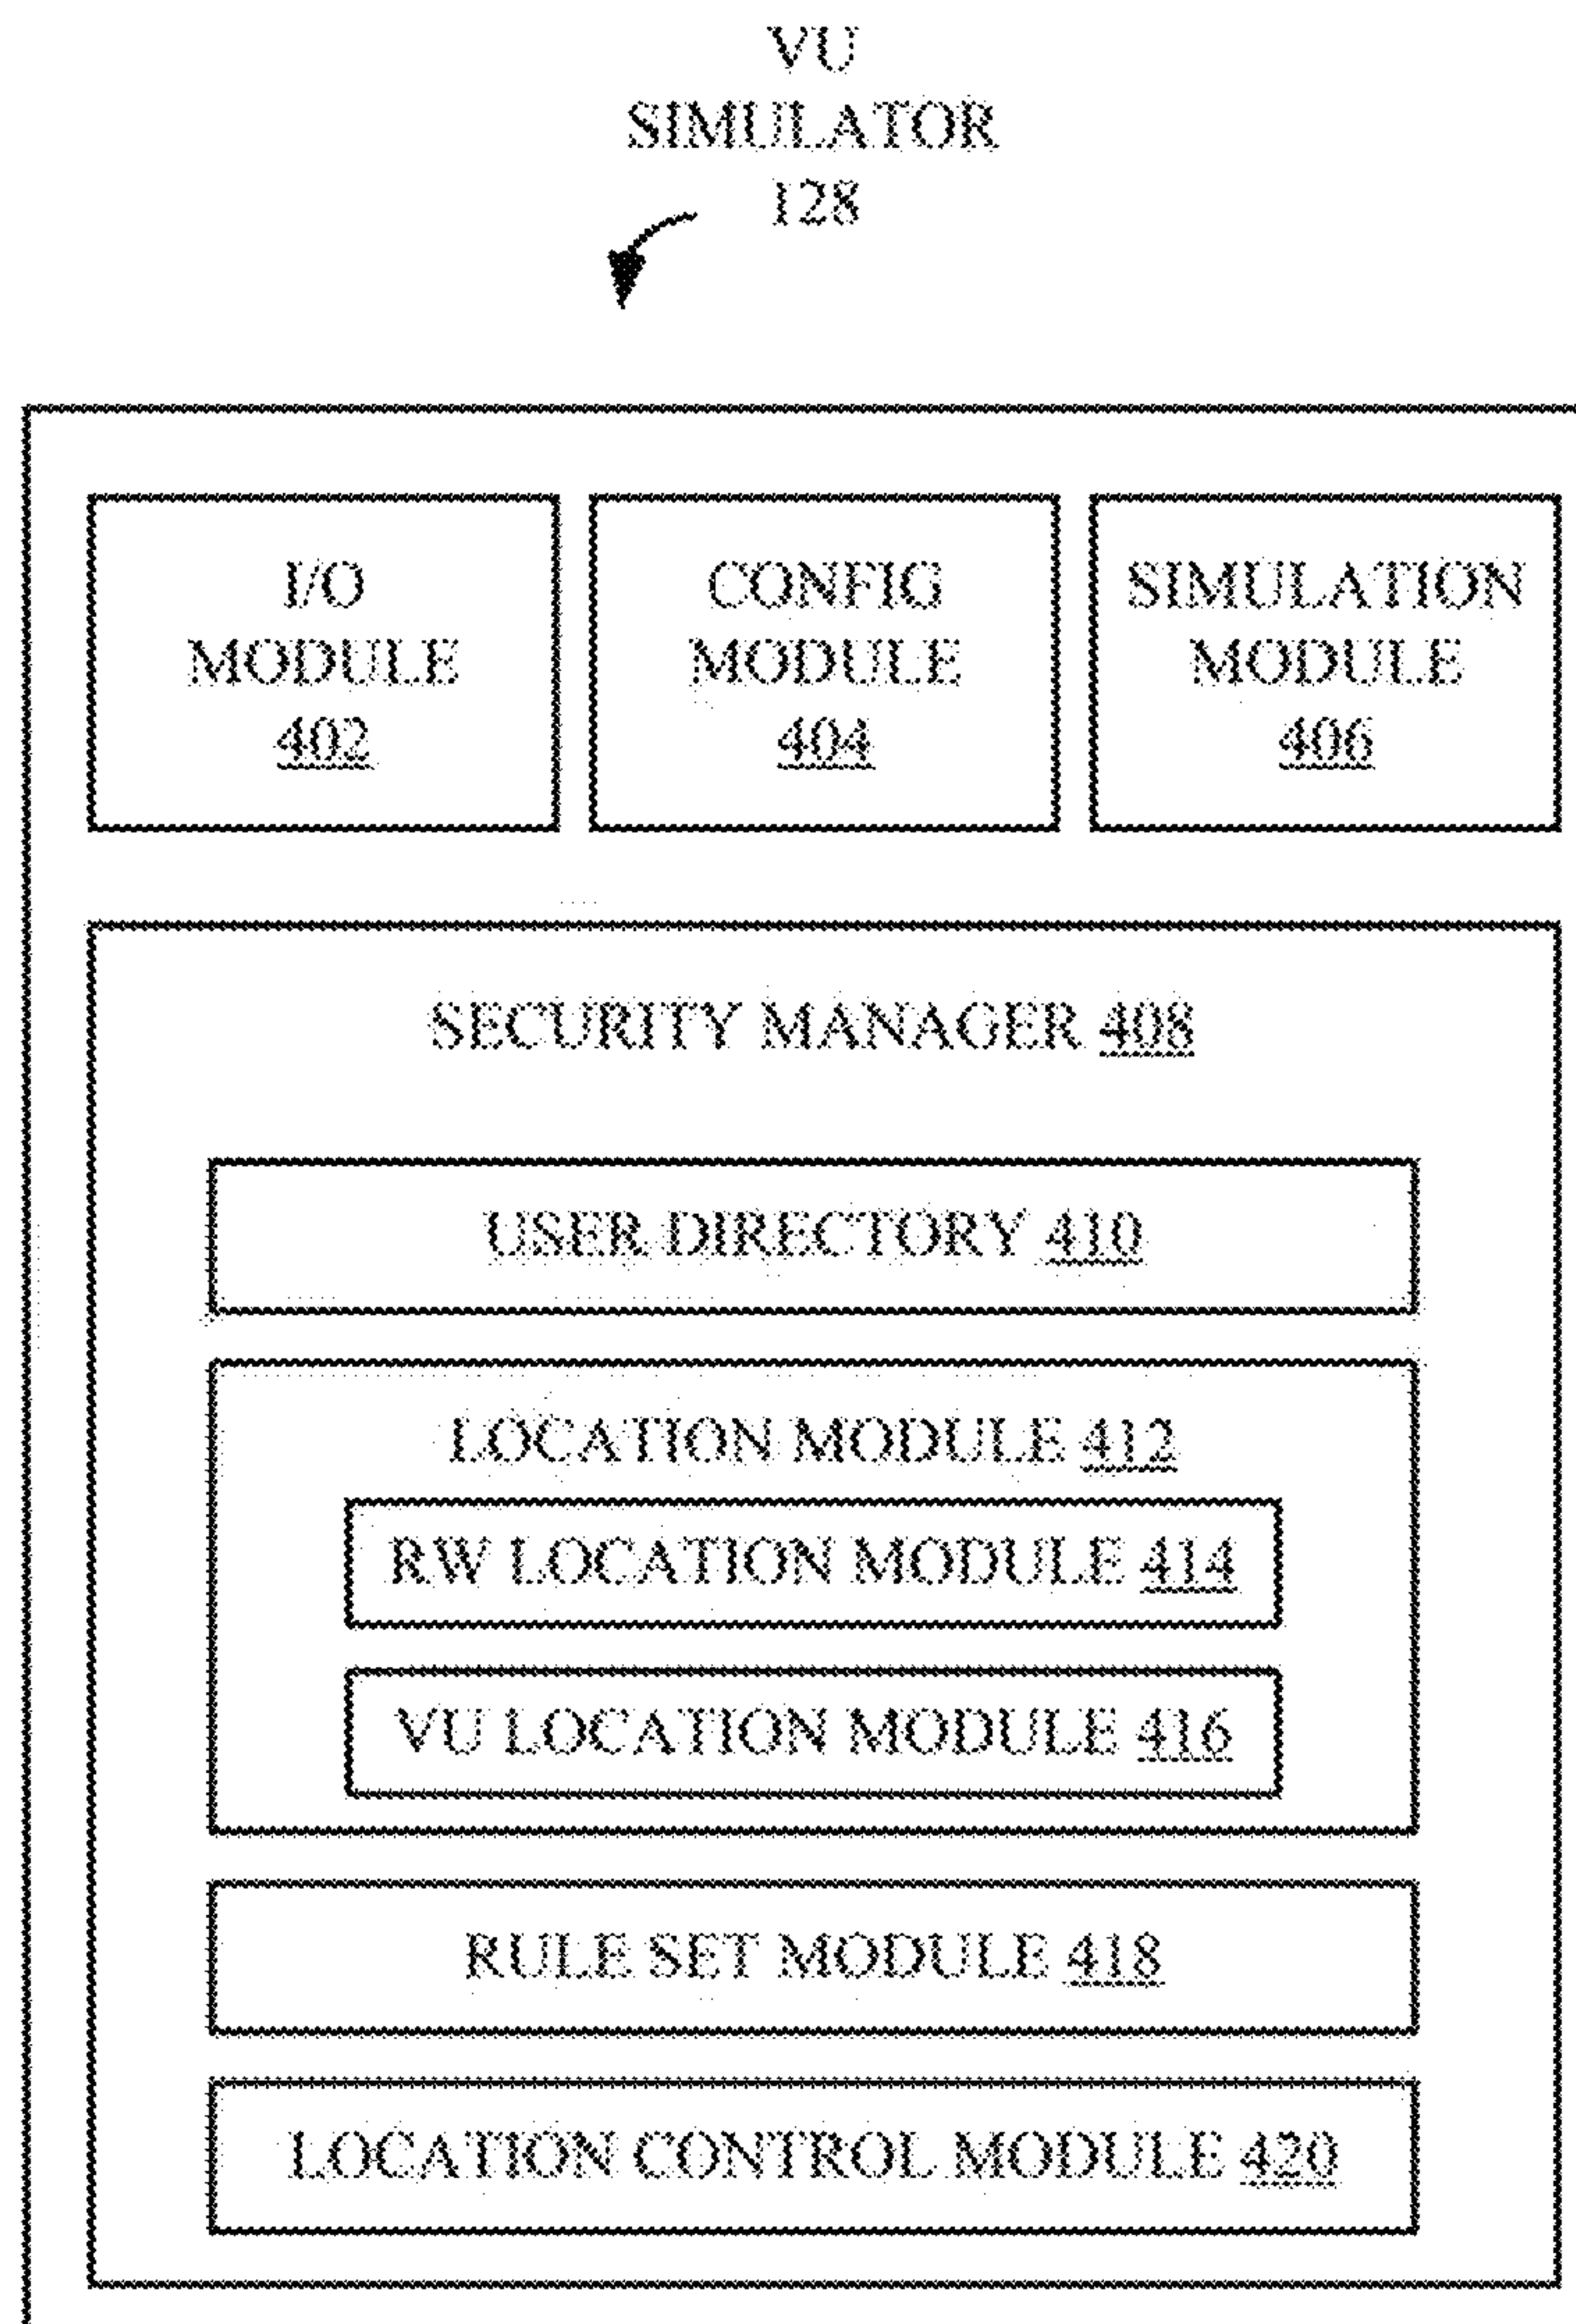 VU
SIMULATOR
128
I/O
MODULE
402
CONFIG
MODULE
404
SIMULATION
MODULE
406
SECURITY MANAGER 408
USER DIRECTORY 410
LOCATION MODULE 412
RW LOCATION MODULE 414
VU LOCATION MODULE 416
RULE SET MODULE 418
LOCATION CONTROL MODULE 420